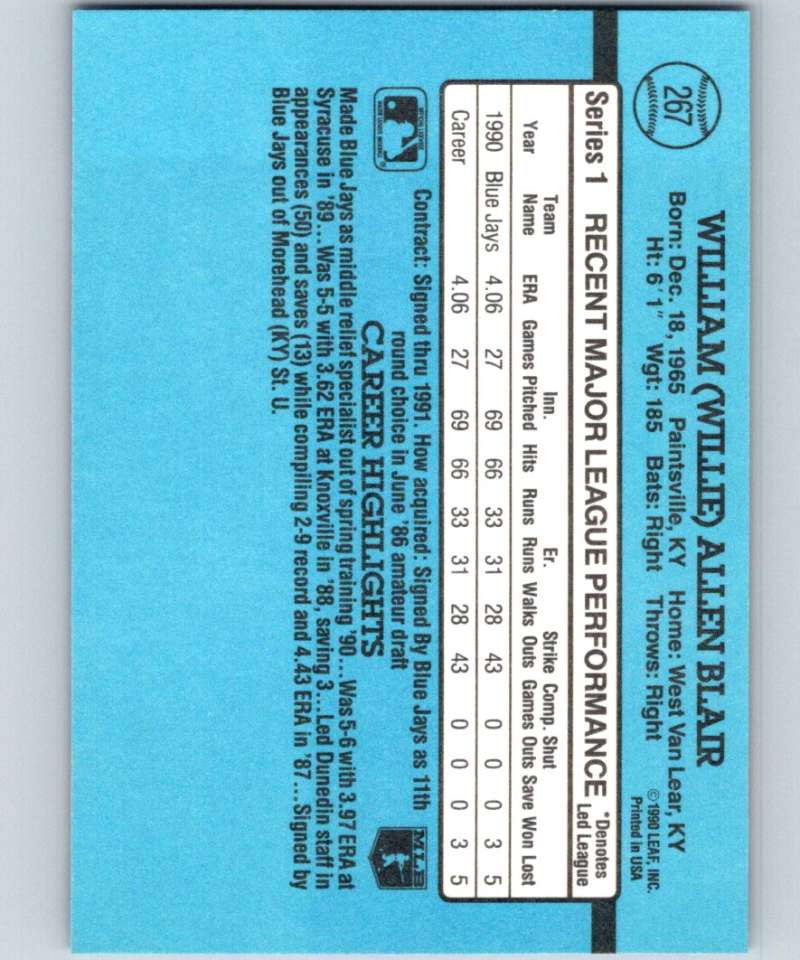 267
WILLIAM (WILLIE) ALLEN BLAIR
Born: Dec. 18, 1965 Paintsville, KY Home: West Van Lear, KY
Ht: 6'1" Wgt: 185 Bats: Right Throws: Right
© 1990 LEAF, INC.
Printed in USA
Series 1 RECENT MAJOR LEAGUE PERFORMANCE *Denotes Led League
Year Team Name ERA Games Inn. Pitched Hits Runs Er. Runs Walks Strike Outs Comp. Games Shut Outs Save Won Lost
1990 Blue Jays 4.06 27 69 66 33 31 28 43 0 0 0 3 5
Career 4.06 27 69 66 33 31 28 43 0 0 0 3 5
Contract: Signed thru 1991. How acquired: Signed By Blue Jays as 11th
round choice in June '86 amateur draft
CAREER HIGHLIGHTS
MLB
Made Blue Jays as middle relief specialist out of spring training '90...Was 5-6 with 3.97 ERA at
Syracuse in '89...Was 5-5 with 3.62 ERA at Knoxville in '88, saving 3...Led Dunedin staff in
appearances (50) and saves (13) while compiling 2-9 record and 4.43 ERA in '87...Signed by
Blue Jays out of Morehead (KY) St. U.